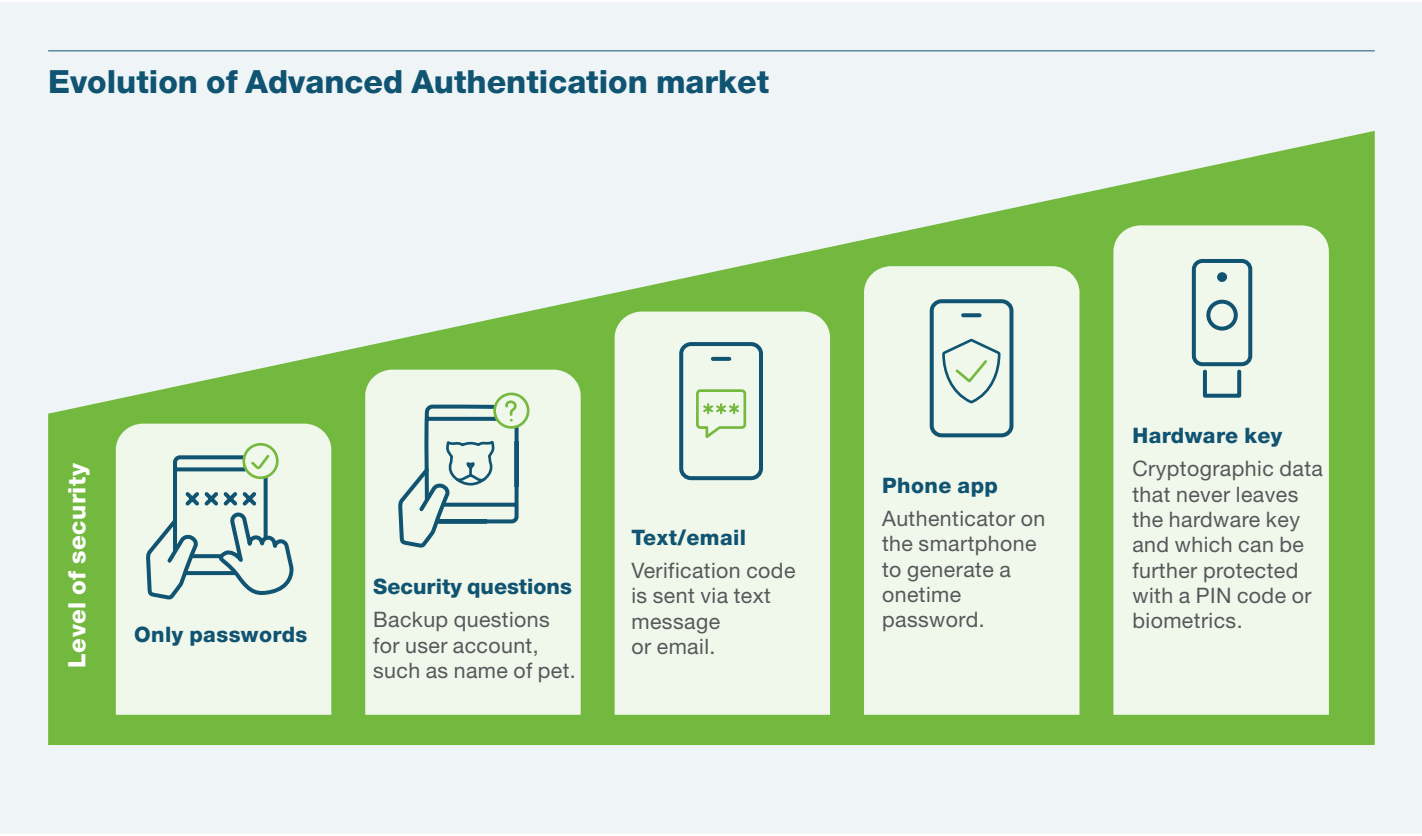 Evolution of Advanced Authentication market
Level of security
Only passwords
Security questions
Backup questions
for user account,
such as name of pet.
Text/email
Verification code
is sent via text
message
or email.
Phone app
Authenticator on
the smartphone
to generate a
onetime
password.
Hardware key
Cryptographic data
that never leaves
the hardware key
and which can be
further protected
with a PIN code or
biometrics.